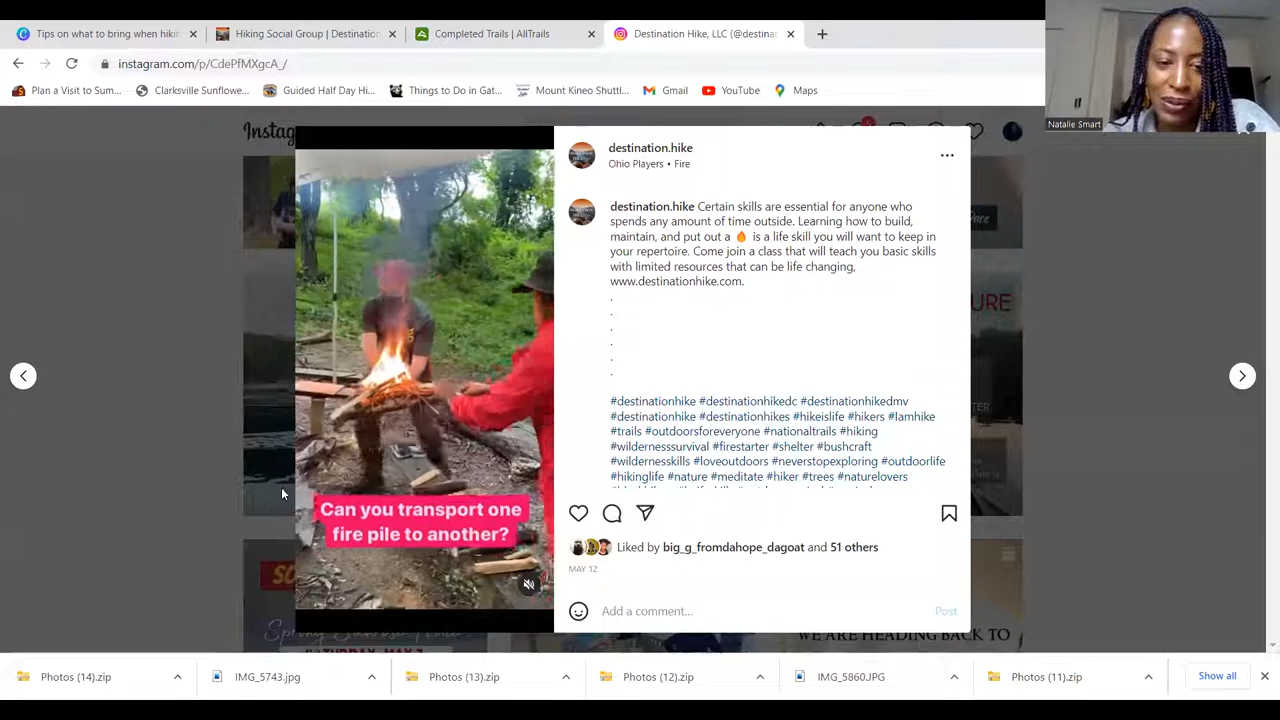 Tips on what to bring when hikin
Hiking Social Group | Destination
Completed Trails | AllTrails
Destination Hike, LLC (@destinat
instagram.com/p/CdePfMXgcA_/
Plan a Visit to Sum...
Clarksville Sunflowe...
Guided Half Day Hi...
Things to Do in Gat...
Mount Kineo Shuttl...
Gmail
YouTube
Maps
Natalie Smart
Instag
destination.hike
Ohio Players • Fire
destination.hike Certain skills are essential for anyone who
spends any amount of time outside. Learning how to build,
maintain, and put out a 🔥 is a life skill you will want to keep in
your repertoire. Come join a class that will teach you basic skills
with limited resources that can be life changing,
www.destinationhike.com.
.
.
.
.
.
.
#destinationhike #destinationhikedc #destinationhikedmv
#destinationhike #destinationhikes #hikeislife #hikers #Iamhike
#trails #outdoorsforeveryone #nationaltrails #hiking
#wildernesssurvival #firestarter #shelter #bushcraft
#wildernesskills #loveoutdoors #neverstopexploring #outdoorlife
#hikinglife #nature #meditate #hiker #trees #naturelovers
Can you transport one
fire pile to another?
Liked by big_g_fromdahope_dagoat and 51 others
MAY 12
Add a comment...
Post
Spring Sunrise Hike
WE ARE HEADING BACK TO
Photos (14).zip
IMG_5743.jpg
Photos (13).zip
Photos (12).zip
IMG_5860.JPG
Photos (11).zip
Show all